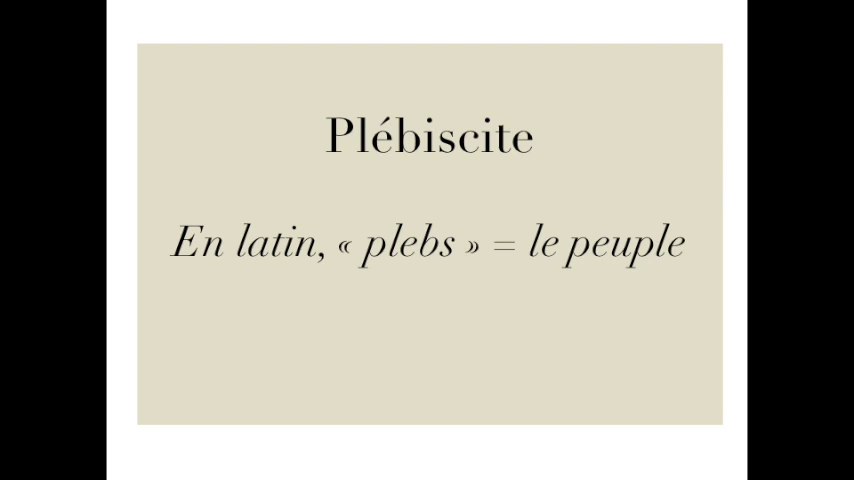 Plébiscite
En latin, « plebs » = le peuple